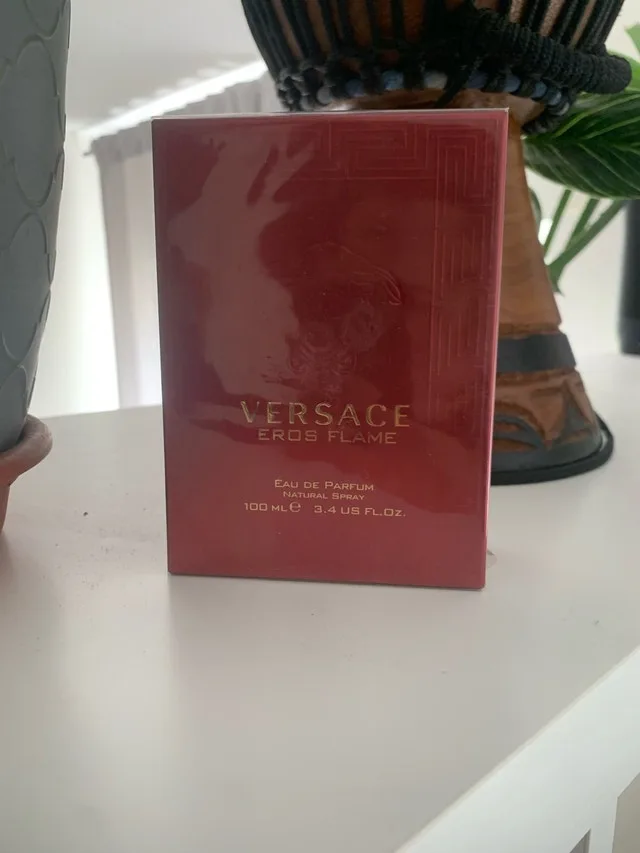 VERSACE
EROS FLAME
EAU DE PARFUM
NATURAL SPRAY
100 ML ℮ 3.4 US FL.OZ.